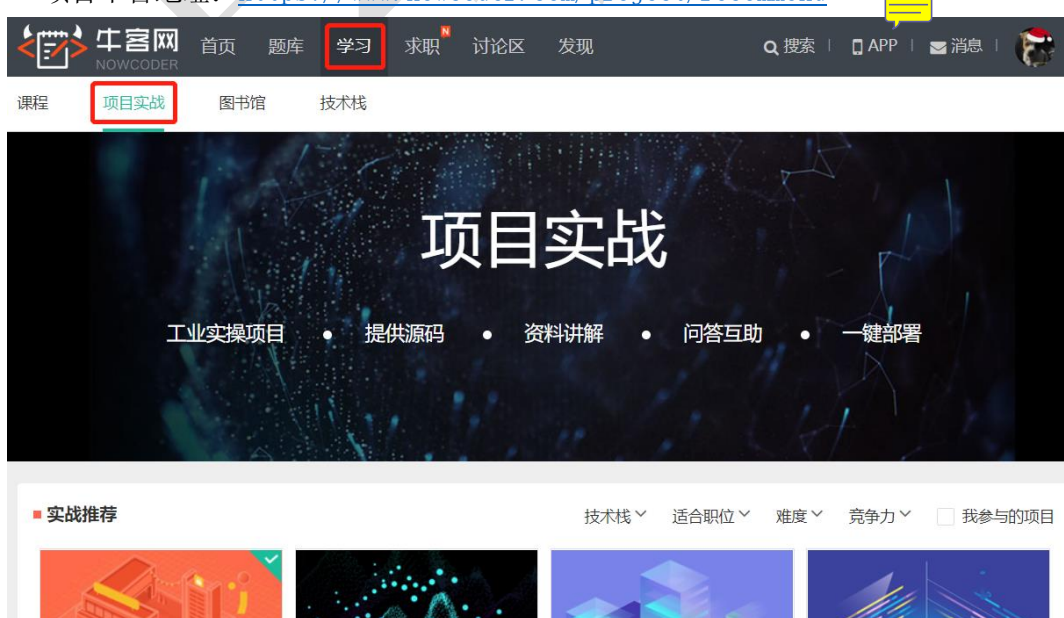 牛客网 首页 题库 学习 求职 N 讨论区 发现 搜索 APP 消息
NOWCODER
课程 项目实战 图书馆 技术栈
项目实战
工业实操项目 • 提供源码 • 资料讲解 • 问答互助 • 一键部署
实战推荐 技术栈 适合职位 难度 竞争力 我参与的项目